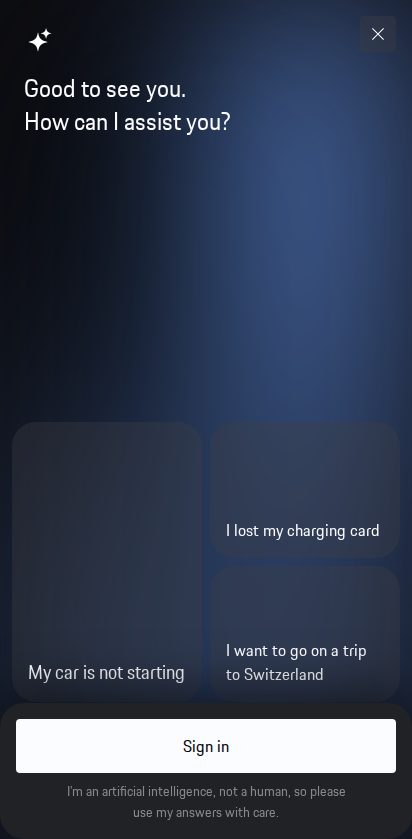 Good to see you.
How can I assist you?
I lost my charging card
My car is not starting
I want to go on a trip
to Switzerland
Sign in
I'm an artificial intelligence, not a human, so please
use my answers with care.